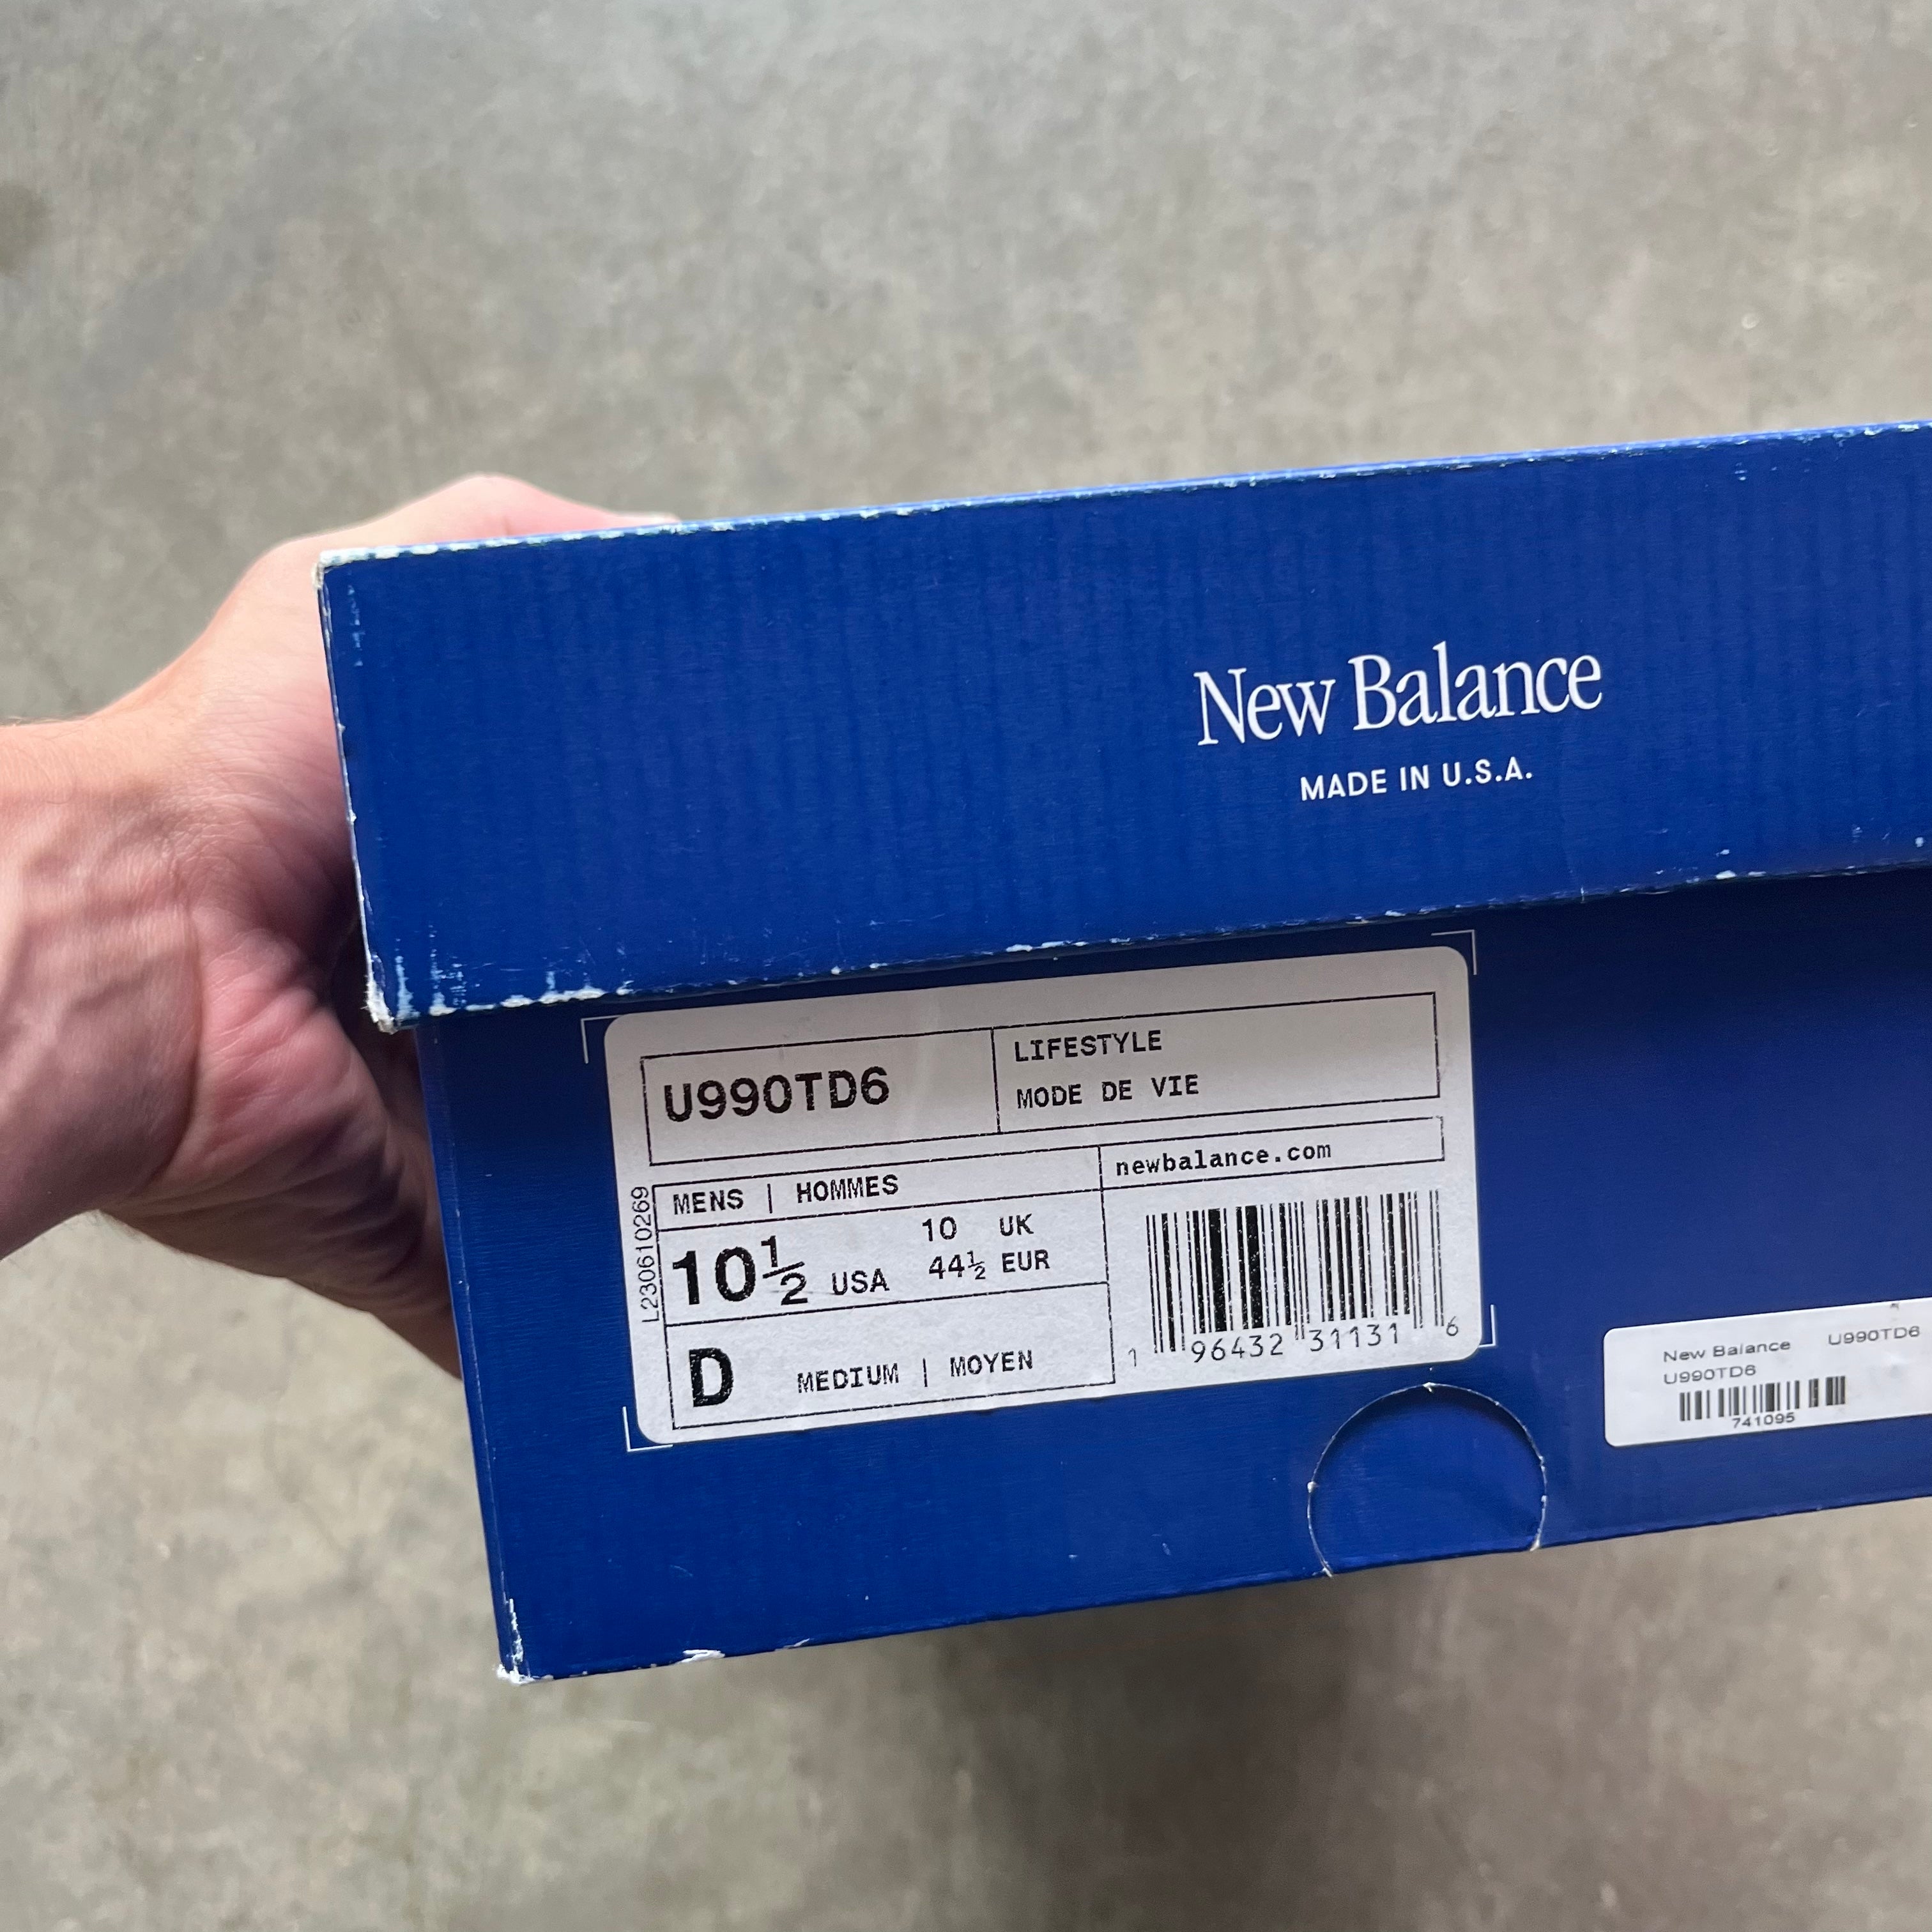 New Balance
MADE IN U.S.A.
U990TD6
LIFESTYLE
MODE DE VIE
MENS | HOMMES
newbalance.com
10½ USA
10 UK
44½ EUR
D MEDIUM | MOYEN
L230610269
1 96432 31131 6
New Balance U990TD6
U990TD6
741095